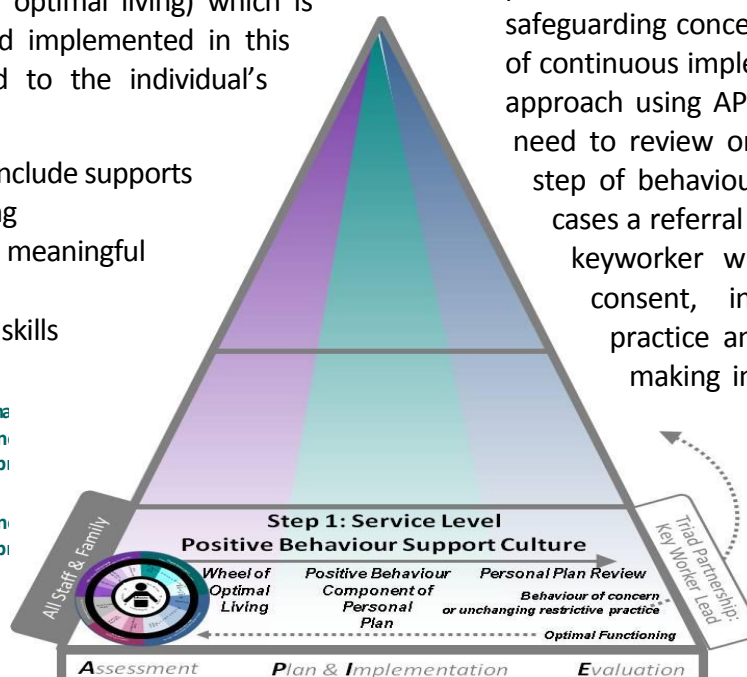 optimal living) which is
d implemented in this
d to the individual's
nclude supports
ng
meaningful
skills
safeguarding conce
of continuous imple
approach using AP
need to review or
step of behaviou
cases a referral
keyworker w
consent, in
practice an
making in
All Staff & Family
Step 1: Service Level
Positive Behaviour Support Culture
Wheel of
Optimal
Living
Positive Behaviour
Component of
Personal
Plan
Personal Plan Review
Behaviour of concern
or unchanging restrictive practice
Optimal Functioning
Triad Partnership:
Key Worker Lead
Assessment
Plan & Implementation
Evaluation